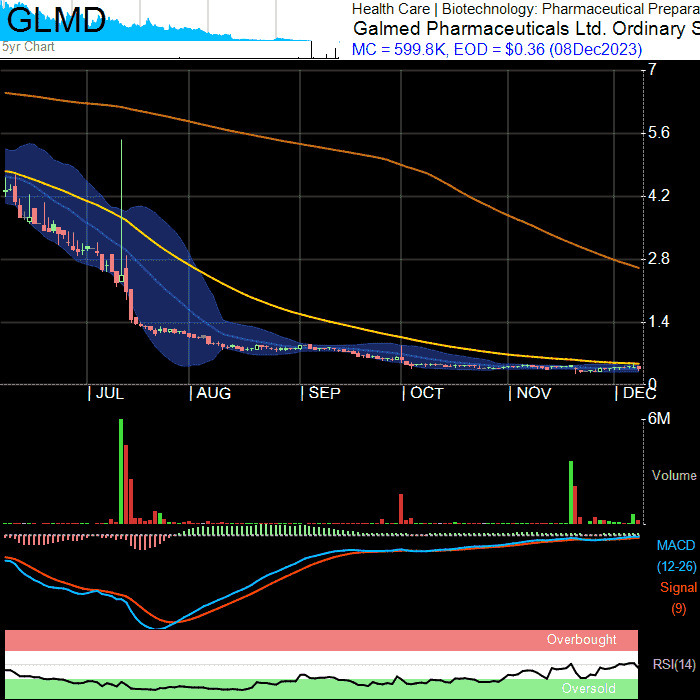 GLMD
Health Care | Biotechnology: Pharmaceutical Prepara
Galmed Pharmaceuticals Ltd. Ordinary S
5yr Chart
MC = 599.8K, EOD = $0.36 (08Dec2023)
7
5.6
4.2
2.8
1.4
0
JUL
AUG
SEP
OCT
NOV
DEC
6M
Volume
MACD
(12-26)
Signal
(9)
Overbought
RSI(14)
Oversold